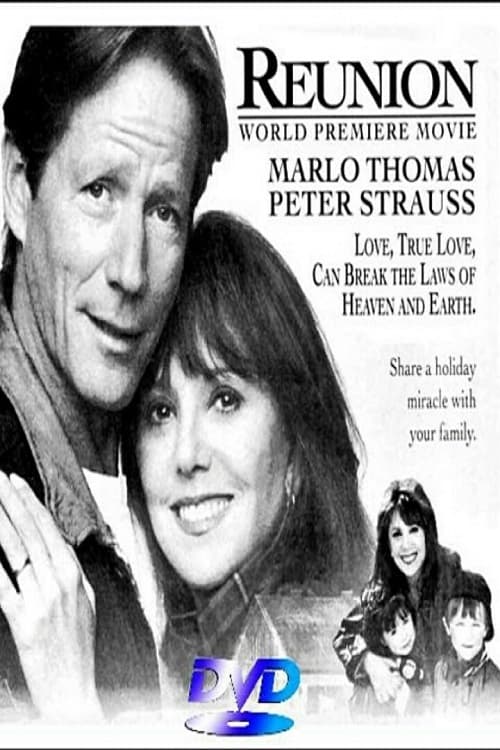 REUNION
WORLD PREMIERE MOVIE
MARLO THOMAS
PETER STRAUSS
LOVE, TRUE LOVE,
CAN BREAK THE LAWS OF
HEAVEN AND EARTH.
Share a holiday
miracle with
your family.
DVD